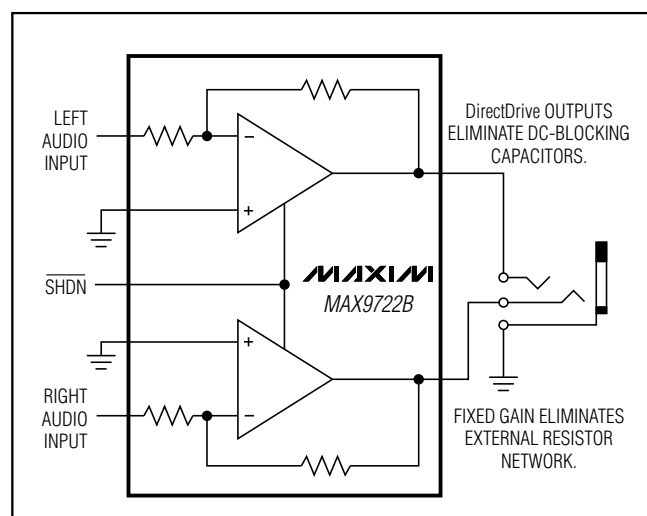 LEFT
AUDIO
INPUT
DirectDrive OUTPUTS
ELIMINATE DC-BLOCKING
CAPACITORS.
−
+
SHDN
MAXIM
MAX9722B
+
−
RIGHT
AUDIO
INPUT
FIXED GAIN ELIMINATES
EXTERNAL RESISTOR
NETWORK.